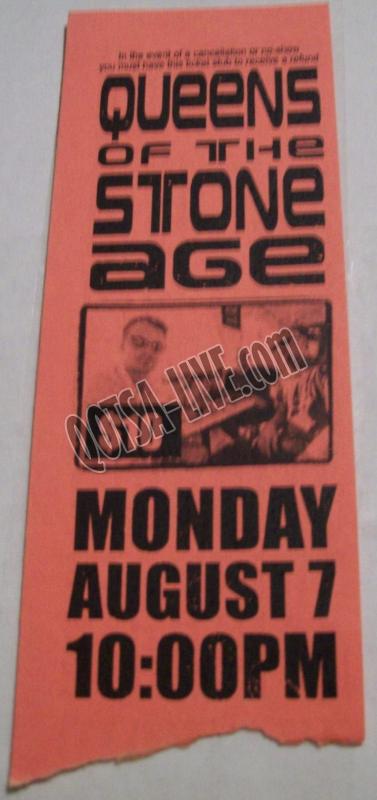 In the event of a cancellation or no-show
you must have this ticket stub to receive a refund
QUEENS
OF THE
STONE
AGE
QOTSA-LIVE.com
MONDAY
AUGUST 7
10:00PM